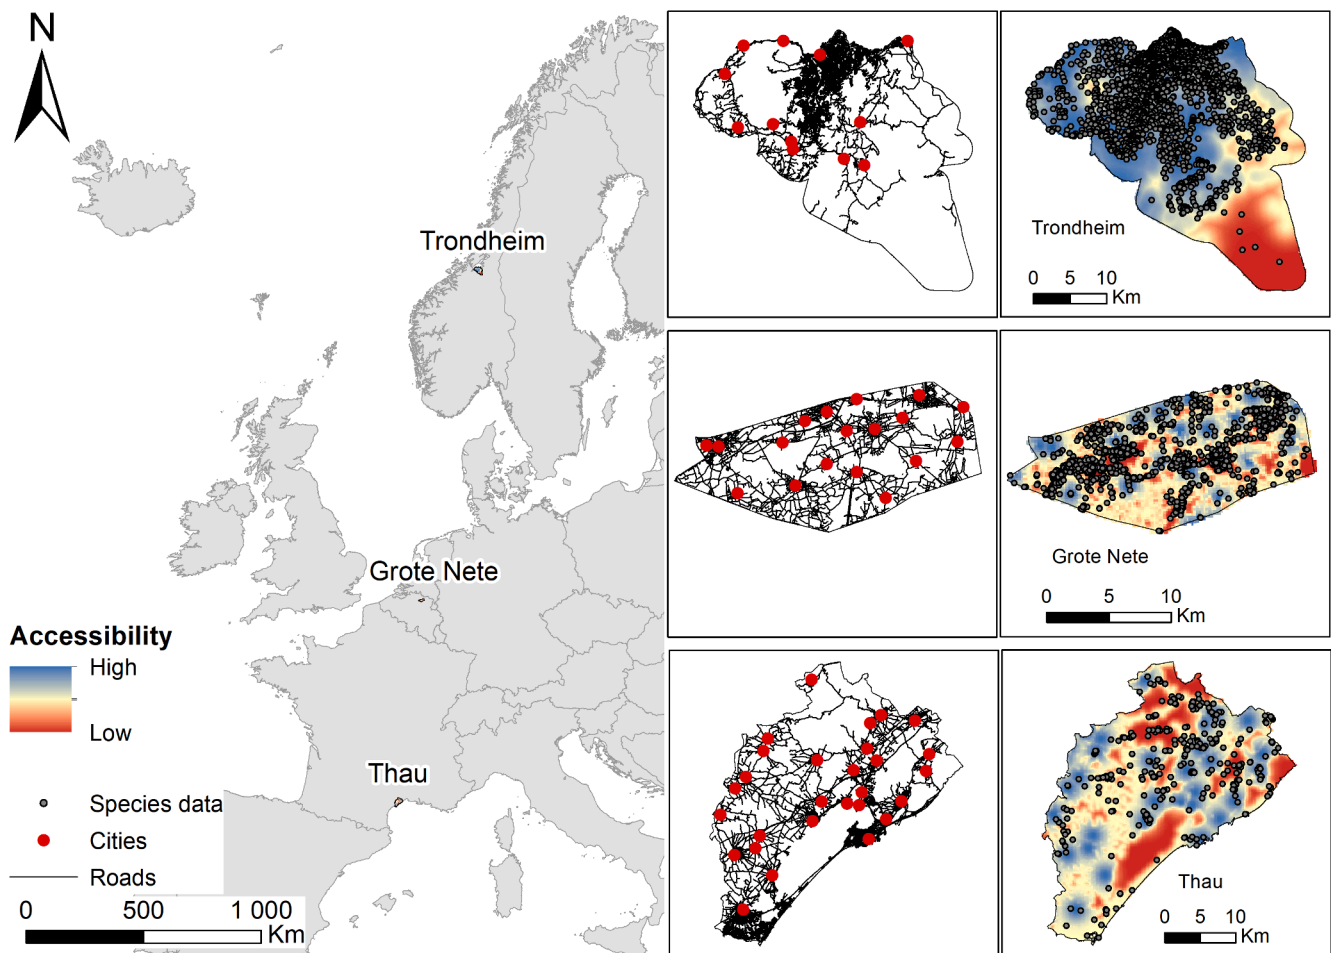 N
Trondheim
Grote Nete
Thau
Accessibility
High
Low
Species data
Cities
Roads
0 500 1 000
Km
Trondheim
0 5 10
Km
Grote Nete
0 5 10
Km
Thau
0 5 10
Km